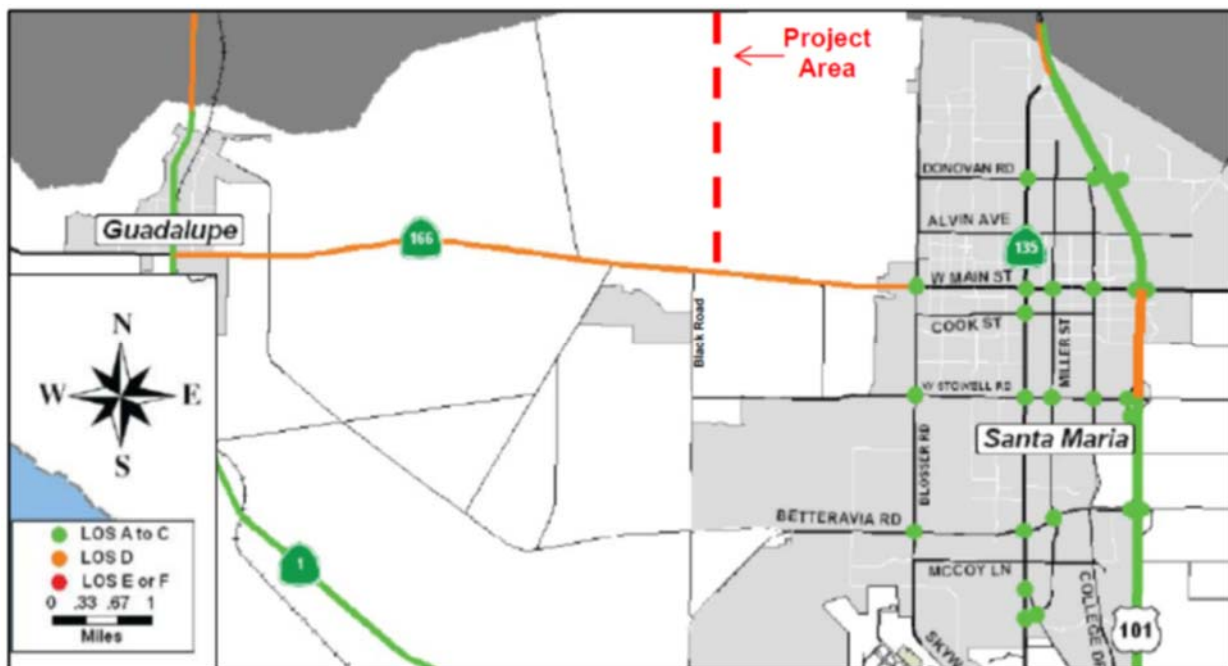 Project
Area
DONOVAN RD
Guadalupe
ALVIN AVE
166
135
W MAIN ST
COOK ST
Black Road
MILLER ST
W STOWELL RD
N
W E
S
Santa Maria
BLOSSER RD
BETTERAVIA RD
LOS A to C
LOS D
LOS E or F
0 .33 .67 1
Miles
1
MCCOY LN
COLLEGE D
101
SKYW